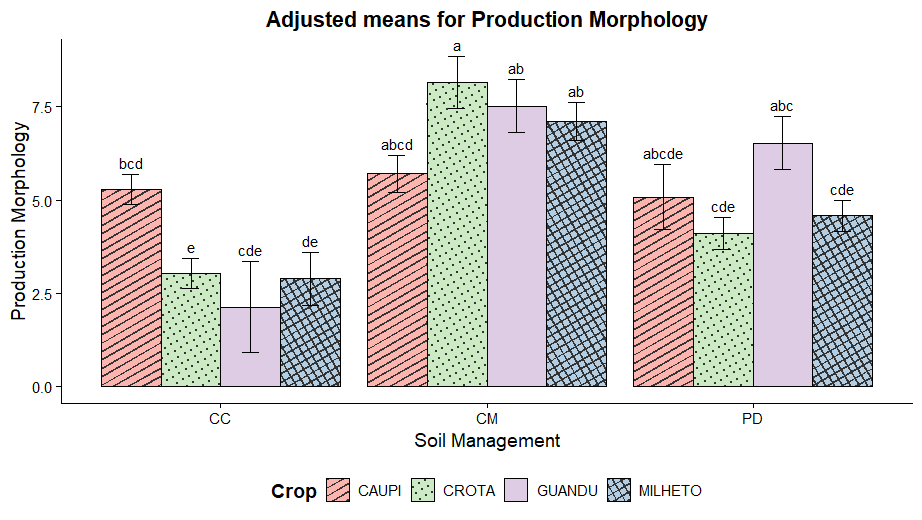 Adjusted means for Production Morphology
Production Morphology
7.5
5.0
2.5
0.0
bcd
e
cde
de
abcd
a
ab
ab
abcde
cde
abc
cde
CC
CM
PD
Soil Management
Crop CAUPI CROTA GUANDU MILHETO